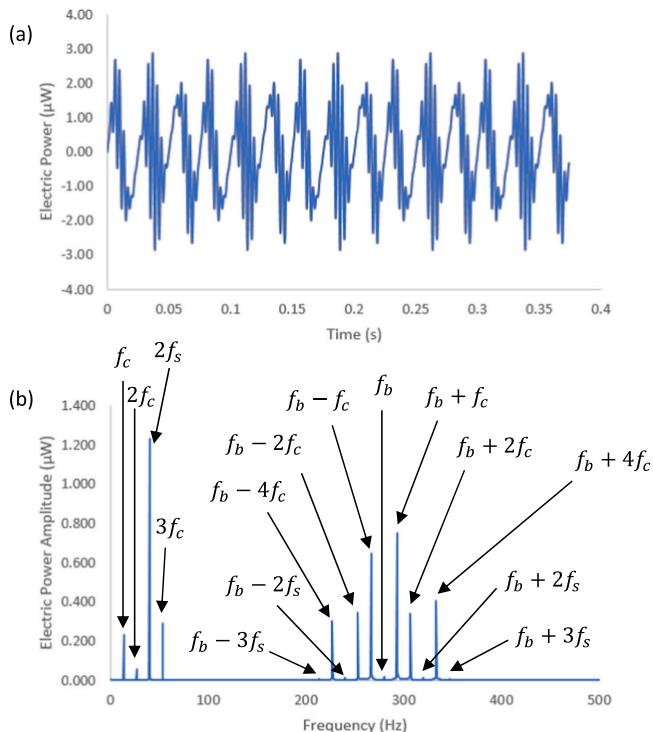 (a)
Electric Power (µW)
4.00
3.00
2.00
1.00
0.00
-1.00
-2.00
-3.00
-4.00
0 0.05 0.1 0.15 0.2 0.25 0.3 0.35 0.4
Time (s)
(b)
Electric Power Amplitude (µW)
1.400
1.200
1.000
0.800
0.600
0.400
0.200
0.000
0 100 200 300 400 500
Frequency (Hz)
f_c
2f_c
2f_s
3f_c
f_b − 3f_s
f_b − 2f_s
f_b − 4f_c
f_b − 2f_c
f_b − f_c
f_b
f_b + f_c
f_b + 2f_c
f_b + 4f_c
f_b + 2f_s
f_b + 3f_s